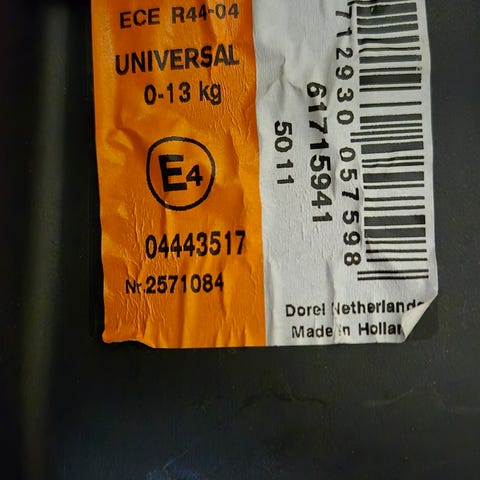 ECE R44-04
UNIVERSAL
0-13 kg
E4
04443517
Nr.2571084
5011
61715941
712930 057598
Dorel Netherlands
Made in Holland